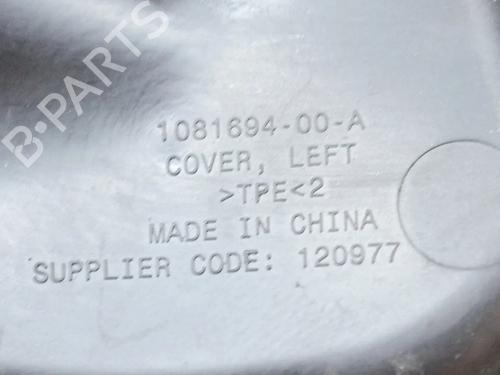 B-PARTS
1081694-00-A
COVER, LEFT
>TPE<2
MADE IN CHINA
SUPPLIER CODE: 120977